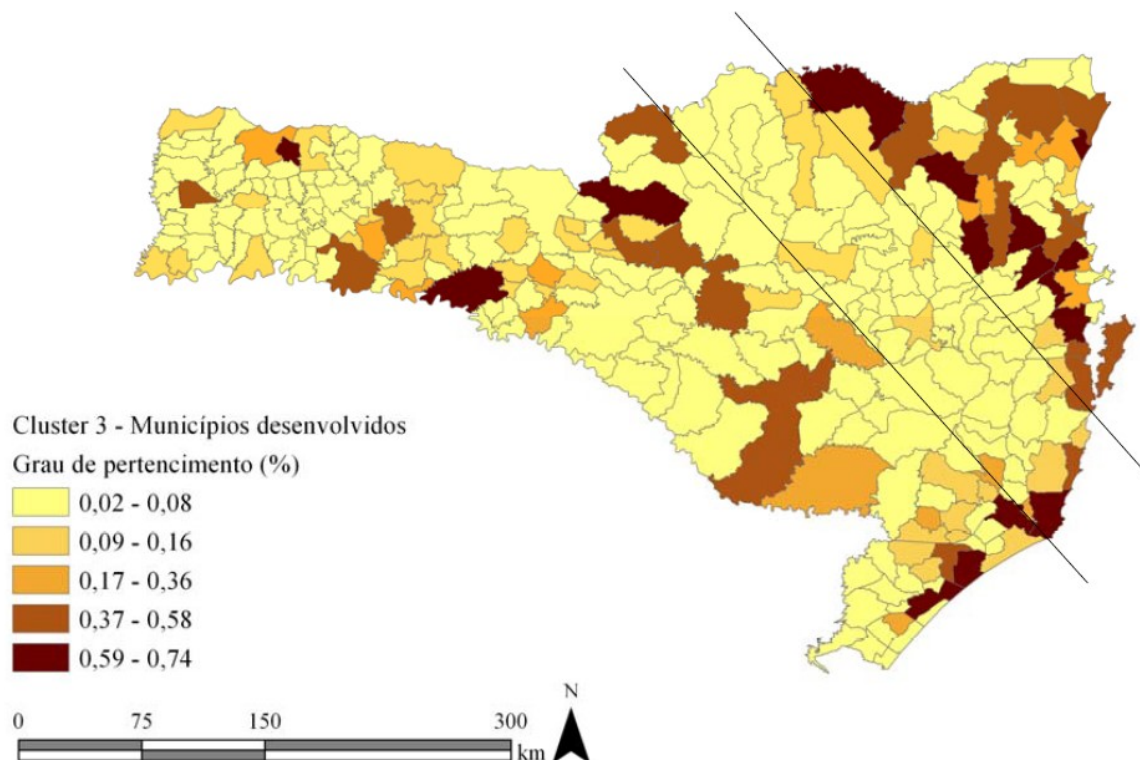 Cluster 3 - Municípios desenvolvidos
Grau de pertencimento (%)
0,02 - 0,08
0,09 - 0,16
0,17 - 0,36
0,37 - 0,58
0,59 - 0,74
N
0 75 150 300
km